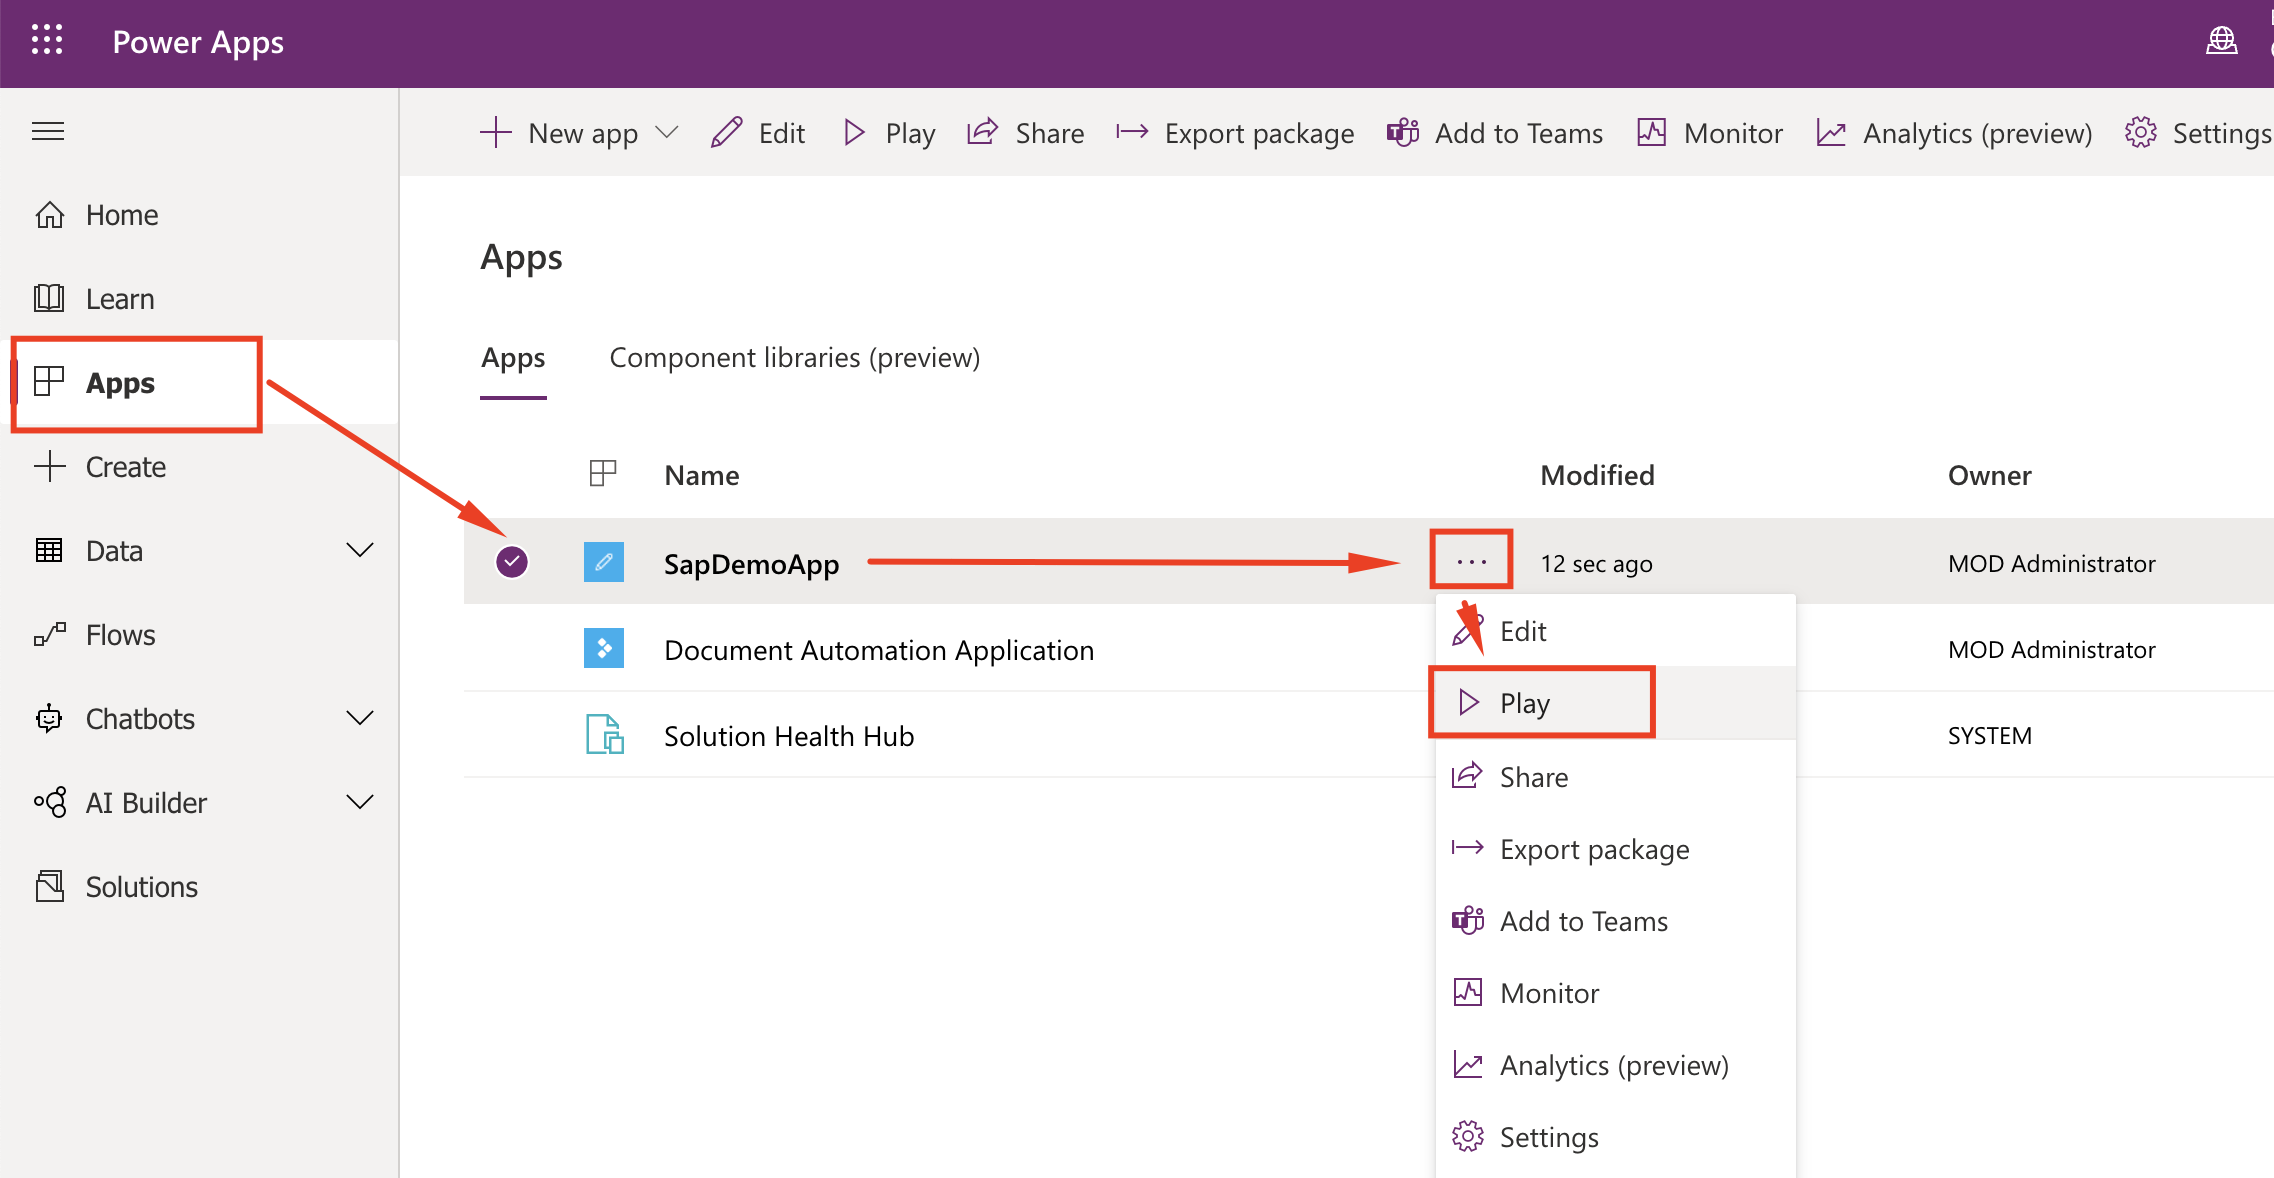 Power Apps
New app Edit Play Share Export package Add to Teams Monitor Analytics (preview) Settings
Home
Learn
Apps
Create
Data
Flows
Chatbots
AI Builder
Solutions
Apps
Apps Component libraries (preview)
Name Modified Owner
SapDemoApp ... 12 sec ago MOD Administrator
Document Automation Application MOD Administrator
Solution Health Hub SYSTEM
Edit
Play
Share
Export package
Add to Teams
Monitor
Analytics (preview)
Settings